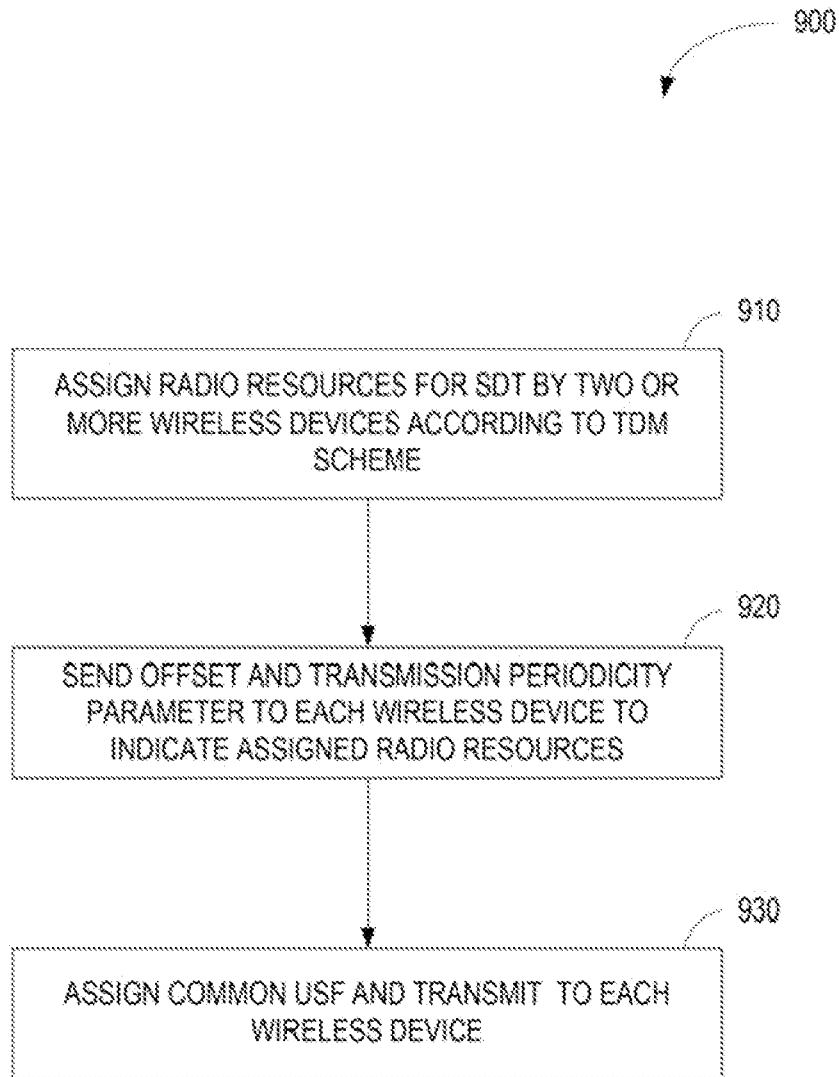 900
910
ASSIGN RADIO RESOURCES FOR SDT BY TWO OR
MORE WIRELESS DEVICES ACCORDING TO TDM
SCHEME
920
SEND OFFSET AND TRANSMISSION PERIODICITY
PARAMETER TO EACH WIRELESS DEVICE TO
INDICATE ASSIGNED RADIO RESOURCES
930
ASSIGN COMMON USF AND TRANSMIT TO EACH
WIRELESS DEVICE